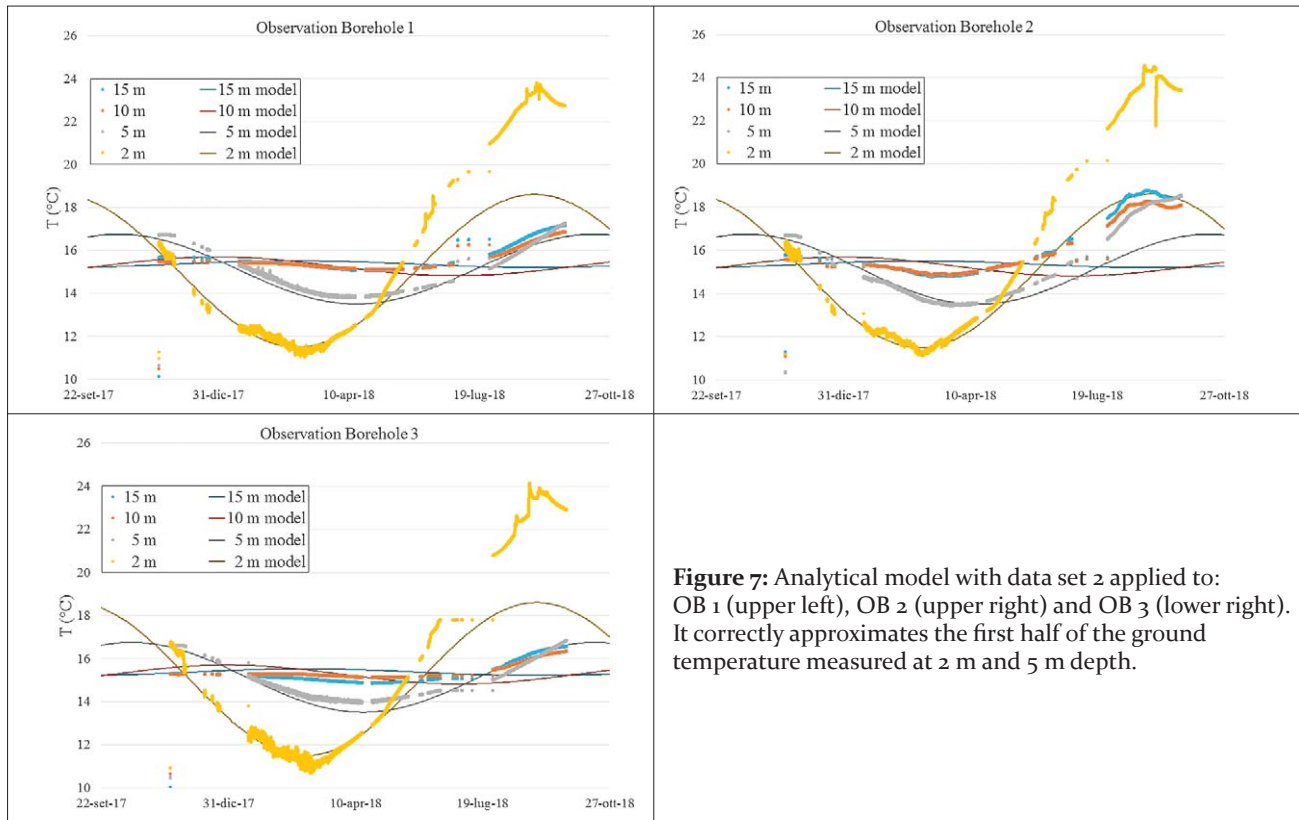 Observation Borehole 1
26
24
22
20
18
16
14
12
10
T (°C)
15 m
15 m model
10 m
10 m model
5 m
5 m model
2 m
2 m model
22-set-17
31-dic-17
10-apr-18
19-lug-18
27-ott-18
Observation Borehole 2
26
24
22
20
18
16
14
12
10
T (°C)
15 m
15 m model
10 m
10 m model
5 m
5 m model
2 m
2 m model
22-set-17
31-dic-17
10-apr-18
19-lug-18
27-ott-18
Observation Borehole 3
26
24
22
20
18
16
14
12
10
T (°C)
15 m
15 m model
10 m
10 m model
5 m
5 m model
2 m
2 m model
22-set-17
31-dic-17
10-apr-18
19-lug-18
27-ott-18
Figure 7: Analytical model with data set 2 applied to:
OB 1 (upper left), OB 2 (upper right) and OB 3 (lower right).
It correctly approximates the first half of the ground
temperature measured at 2 m and 5 m depth.